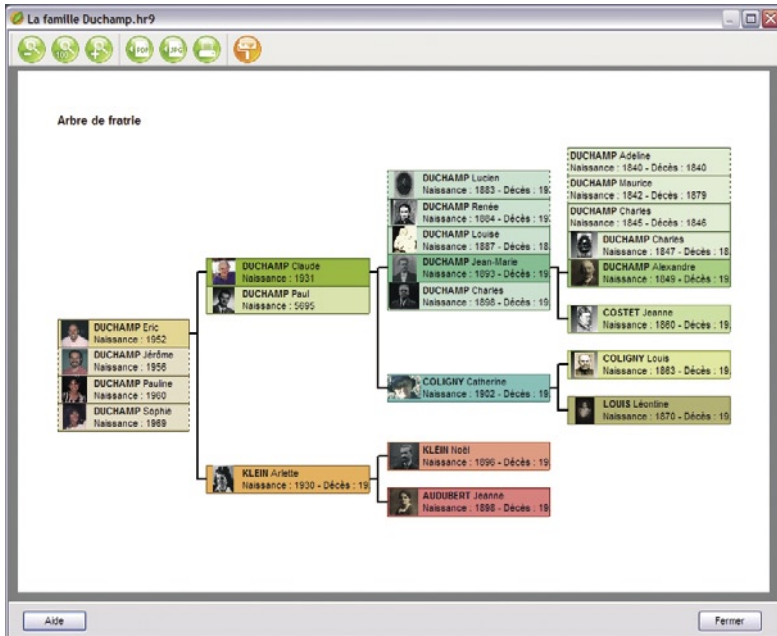 La famille Duchamp.hr9
100
PDF
JPG
Arbre de fratrie
DUCHAMP Eric
Naissance : 1952
DUCHAMP Jérôme
Naissance : 1956
DUCHAMP Pauline
Naissance : 1960
DUCHAMP Sophie
Naissance : 1969
DUCHAMP Claude
Naissance : 1931
DUCHAMP Paul
Naissance : 5695
KLEIN Arlette
Naissance : 1930 - Décès : 19
DUCHAMP Lucien
Naissance : 1883 - Décès : 19
DUCHAMP Renée
Naissance : 1884 - Décès : 19
DUCHAMP Louise
Naissance : 1887 - Décès : 18
DUCHAMP Jean-Marie
Naissance : 1893 - Décès : 19
DUCHAMP Charles
Naissance : 1898 - Décès : 19
COLIGNY Catherine
Naissance : 1902 - Décès : 19
KLEIN Noël
Naissance : 1896 - Décès : 19
AUDUBERT Jeanne
Naissance : 1898 - Décès : 19
DUCHAMP Adeline
Naissance : 1840 - Décès : 1840
DUCHAMP Maurice
Naissance : 1842 - Décès : 1879
DUCHAMP Charles
Naissance : 1845 - Décès : 1846
DUCHAMP Charles
Naissance : 1847 - Décès : 18
DUCHAMP Alexandre
Naissance : 1849 - Décès : 19
COSTET Jeanne
Naissance : 1860 - Décès : 19
COLIGNY Louis
Naissance : 1863 - Décès : 19
LOUIS Léontine
Naissance : 1870 - Décès : 19
Aide
Fermer